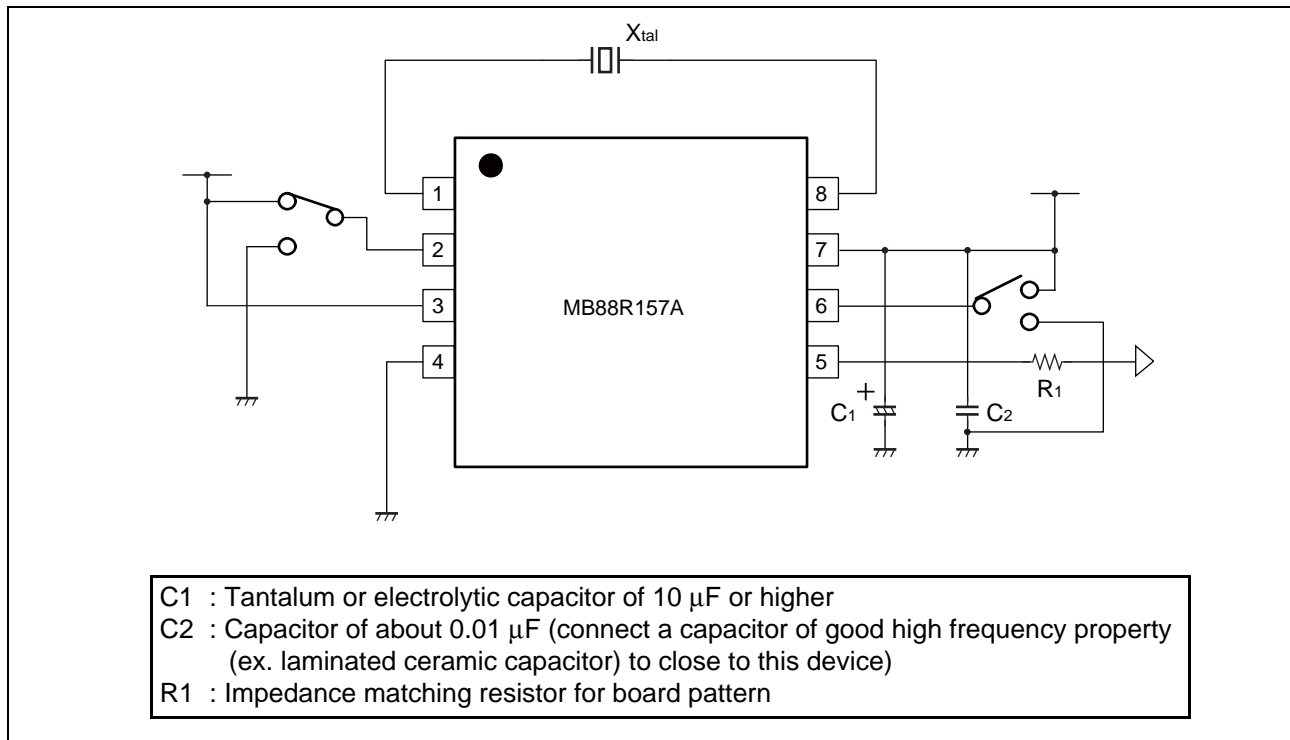 Xtal
1
8
2
7
3
MB88R157A
6
4
5
R1
+
C1
C2
C1 : Tantalum or electrolytic capacitor of 10 μF or higher
C2 : Capacitor of about 0.01 μF (connect a capacitor of good high frequency property
(ex. laminated ceramic capacitor) to close to this device)
R1 : Impedance matching resistor for board pattern